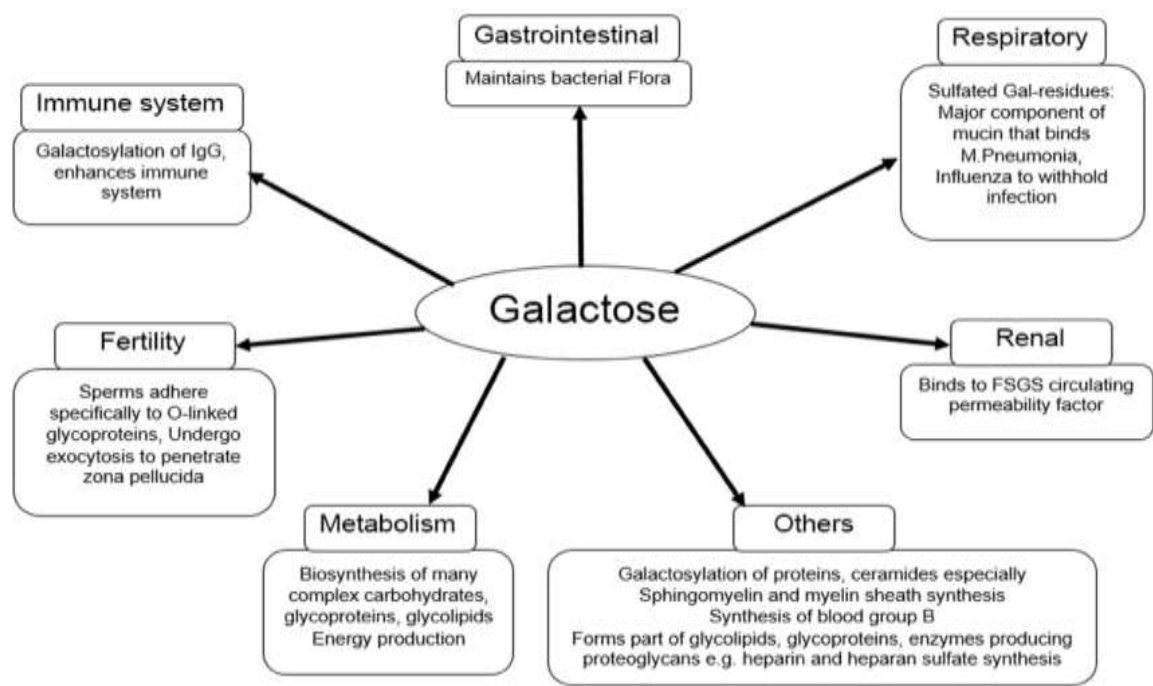 Gastrointestinal
Maintains bacterial Flora
Respiratory
Sulfated Gal-residues:
Major component of
mucin that binds
M.Pneumonia,
Influenza to withhold
infection
Immune system
Galactosylation of IgG,
enhances immune
system
Galactose
Fertility
Sperms adhere
specifically to O-linked
glycoproteins, Undergo
exocytosis to penetrate
zona pellucida
Renal
Binds to FSGS circulating
permeability factor
Metabolism
Biosynthesis of many
complex carbohydrates,
glycoproteins, glycolipids
Energy production
Others
Galactosylation of proteins, ceramides especially
Sphingomyelin and myelin sheath synthesis
Synthesis of blood group B
Forms part of glycolipids, glycoproteins, enzymes producing
proteoglycans e.g. heparin and heparan sulfate synthesis